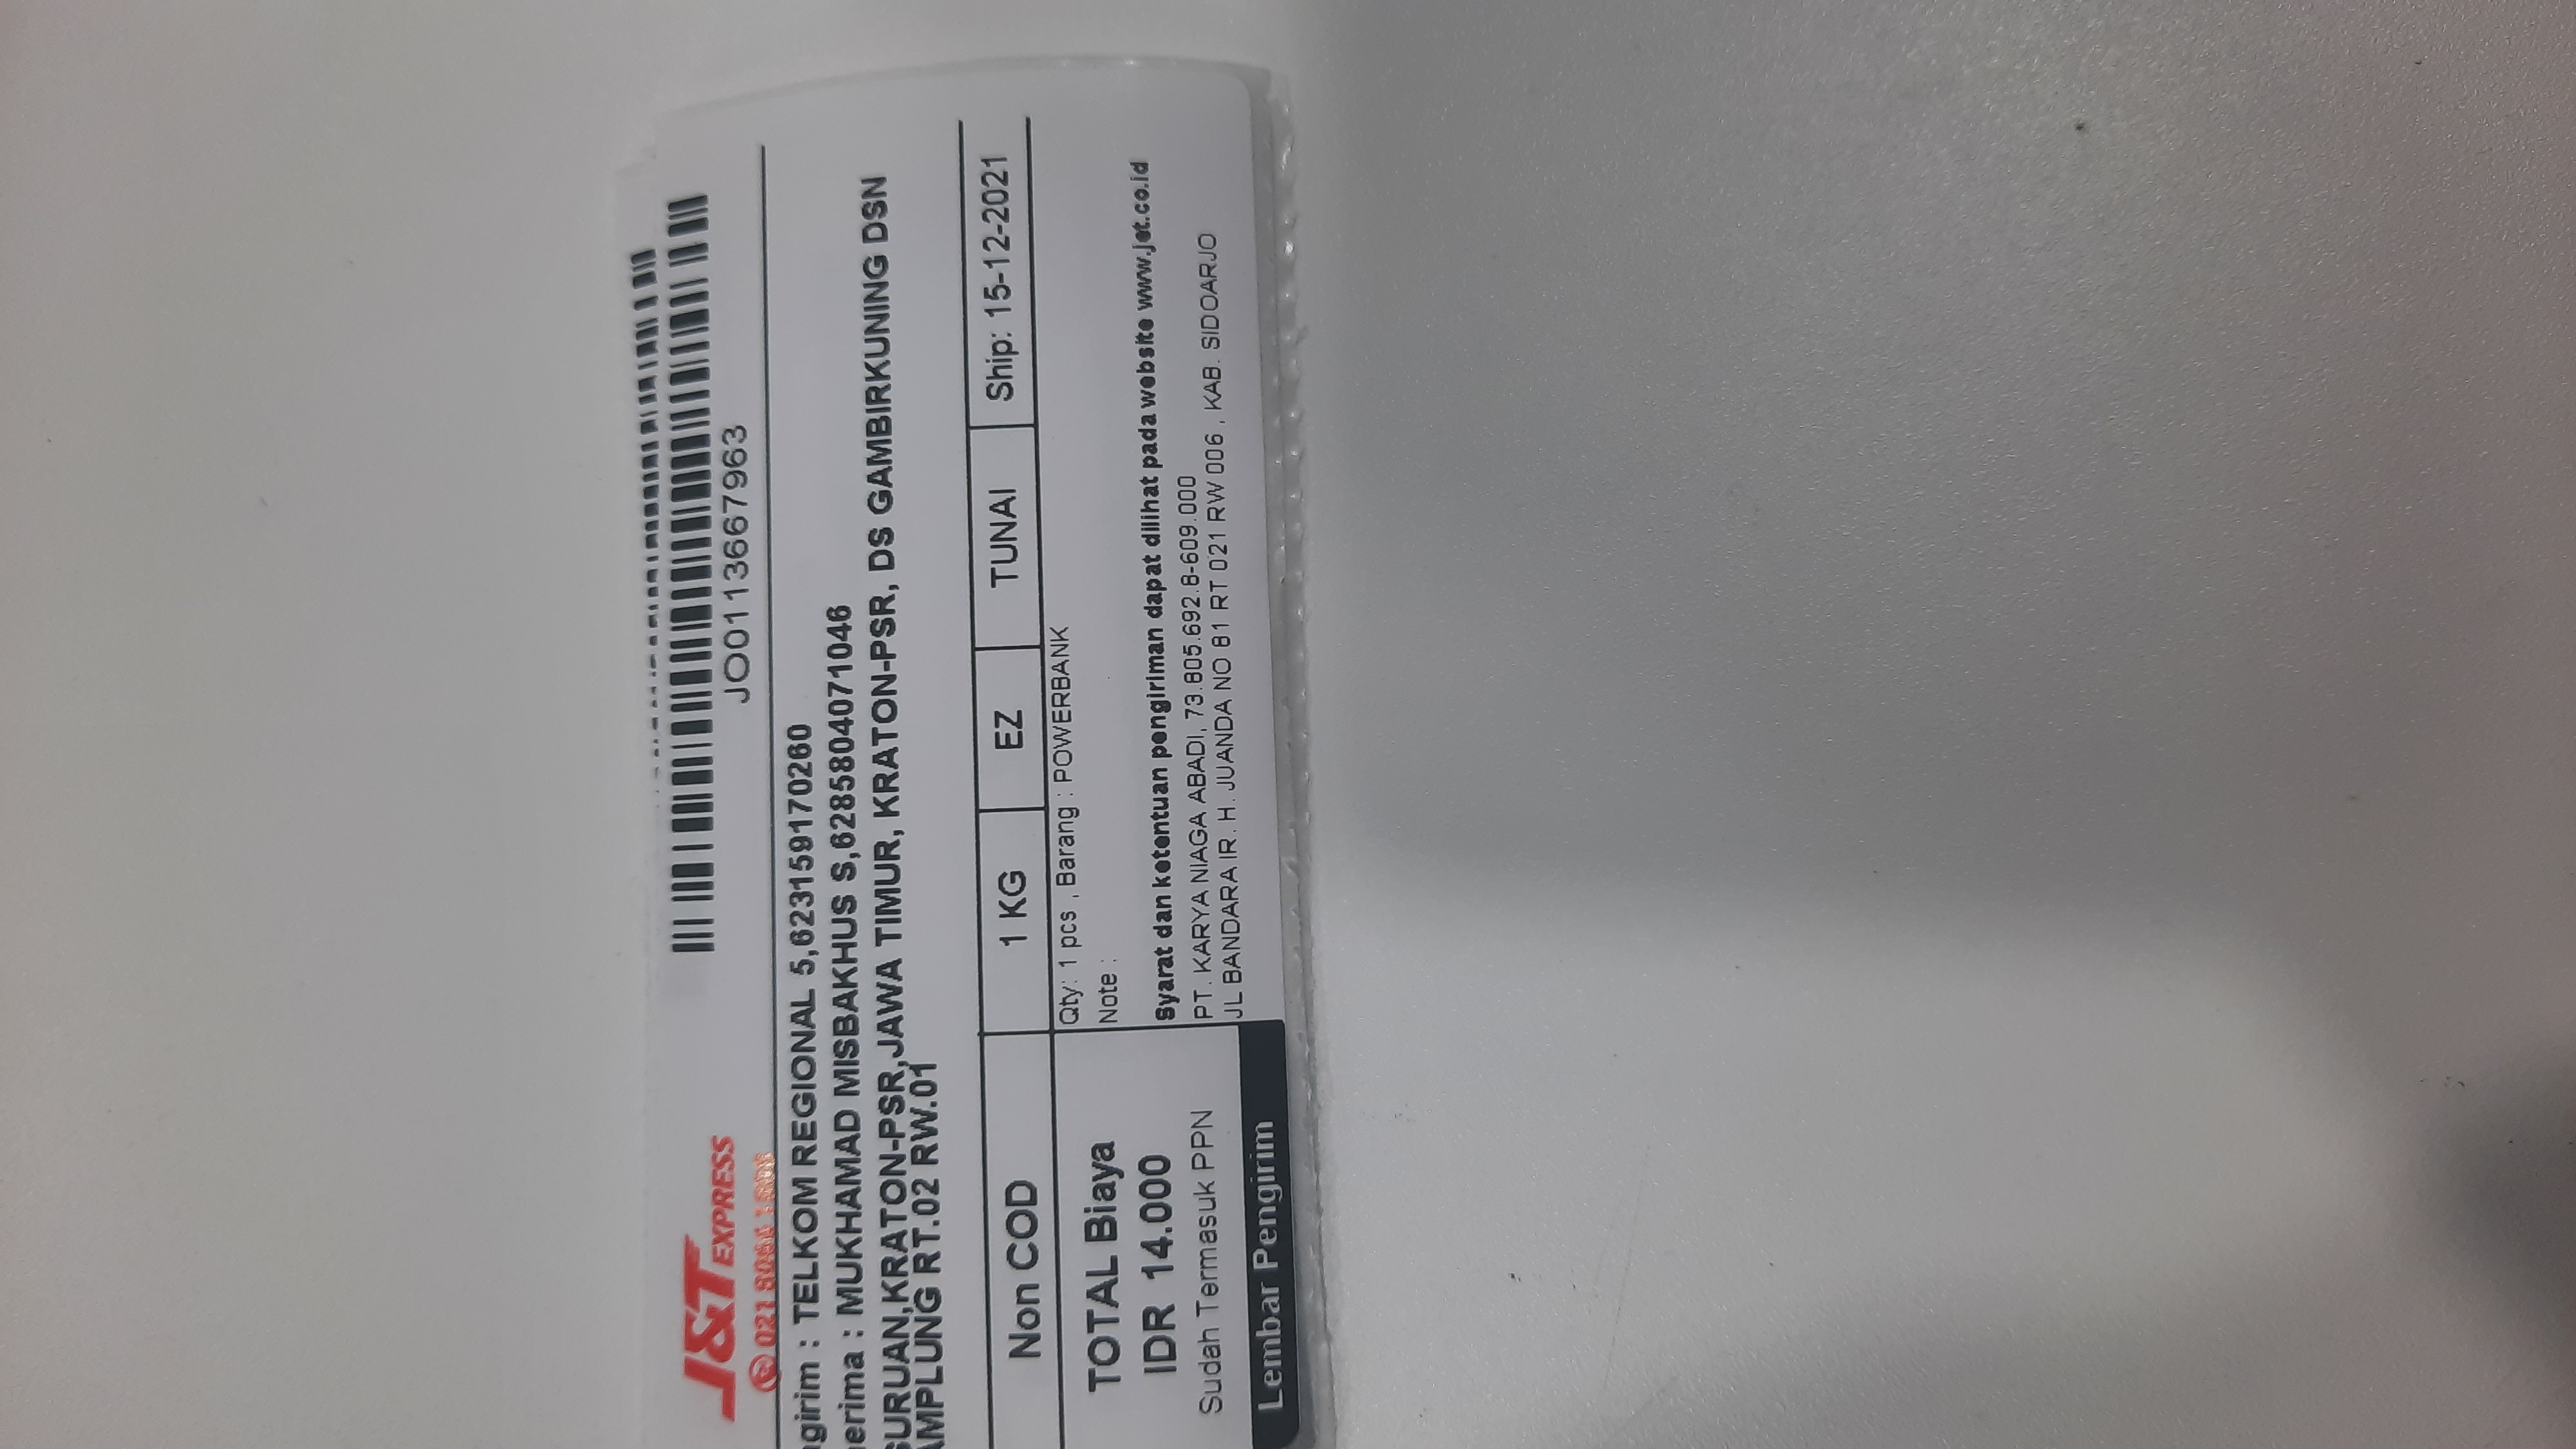 J&T EXPRESS
JO0113667963
021
girim : TELKOM REGIONAL 5,623159170260
erima : MUKHAMAD MISBAKHUS S,6285804071046
SURUAN,KRATON-PSR,JAWA TIMUR, KRATON-PSR, DS GAMBIRKUNING DSN
AMPLUNG RT.02 RW.01
Non COD 1 KG EZ TUNAI Ship: 15-12-2021
Qty: 1 pcs , Barang : POWERBANK
Note :
TOTAL Biaya
IDR 14.000
Sudah Termasuk PPN
Syarat dan ketentuan pengiriman dapat dilihat pada website www.jet.co.id
PT. KARYA NIAGA ABADI, 73.805.692.8-609.000
JL BANDARA IR. H. JUANDA NO 81 RT 021 RW 006 , KAB. SIDOARJO
Lembar Pengirim